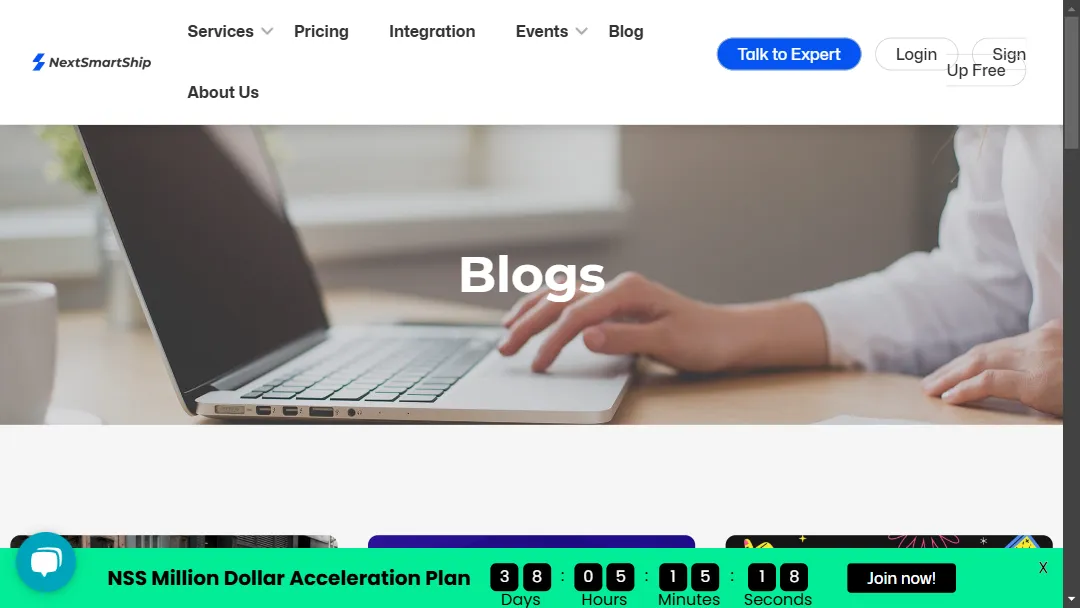 NextSmartShip
Services
Pricing
Integration
Events
Blog
About Us
Talk to Expert
Login
Sign
Up Free
Blogs
NSS Million Dollar Acceleration Plan
3 8 : 0 5 : 1 5 : 1 8
Days Hours Minutes Seconds
Join now!
X